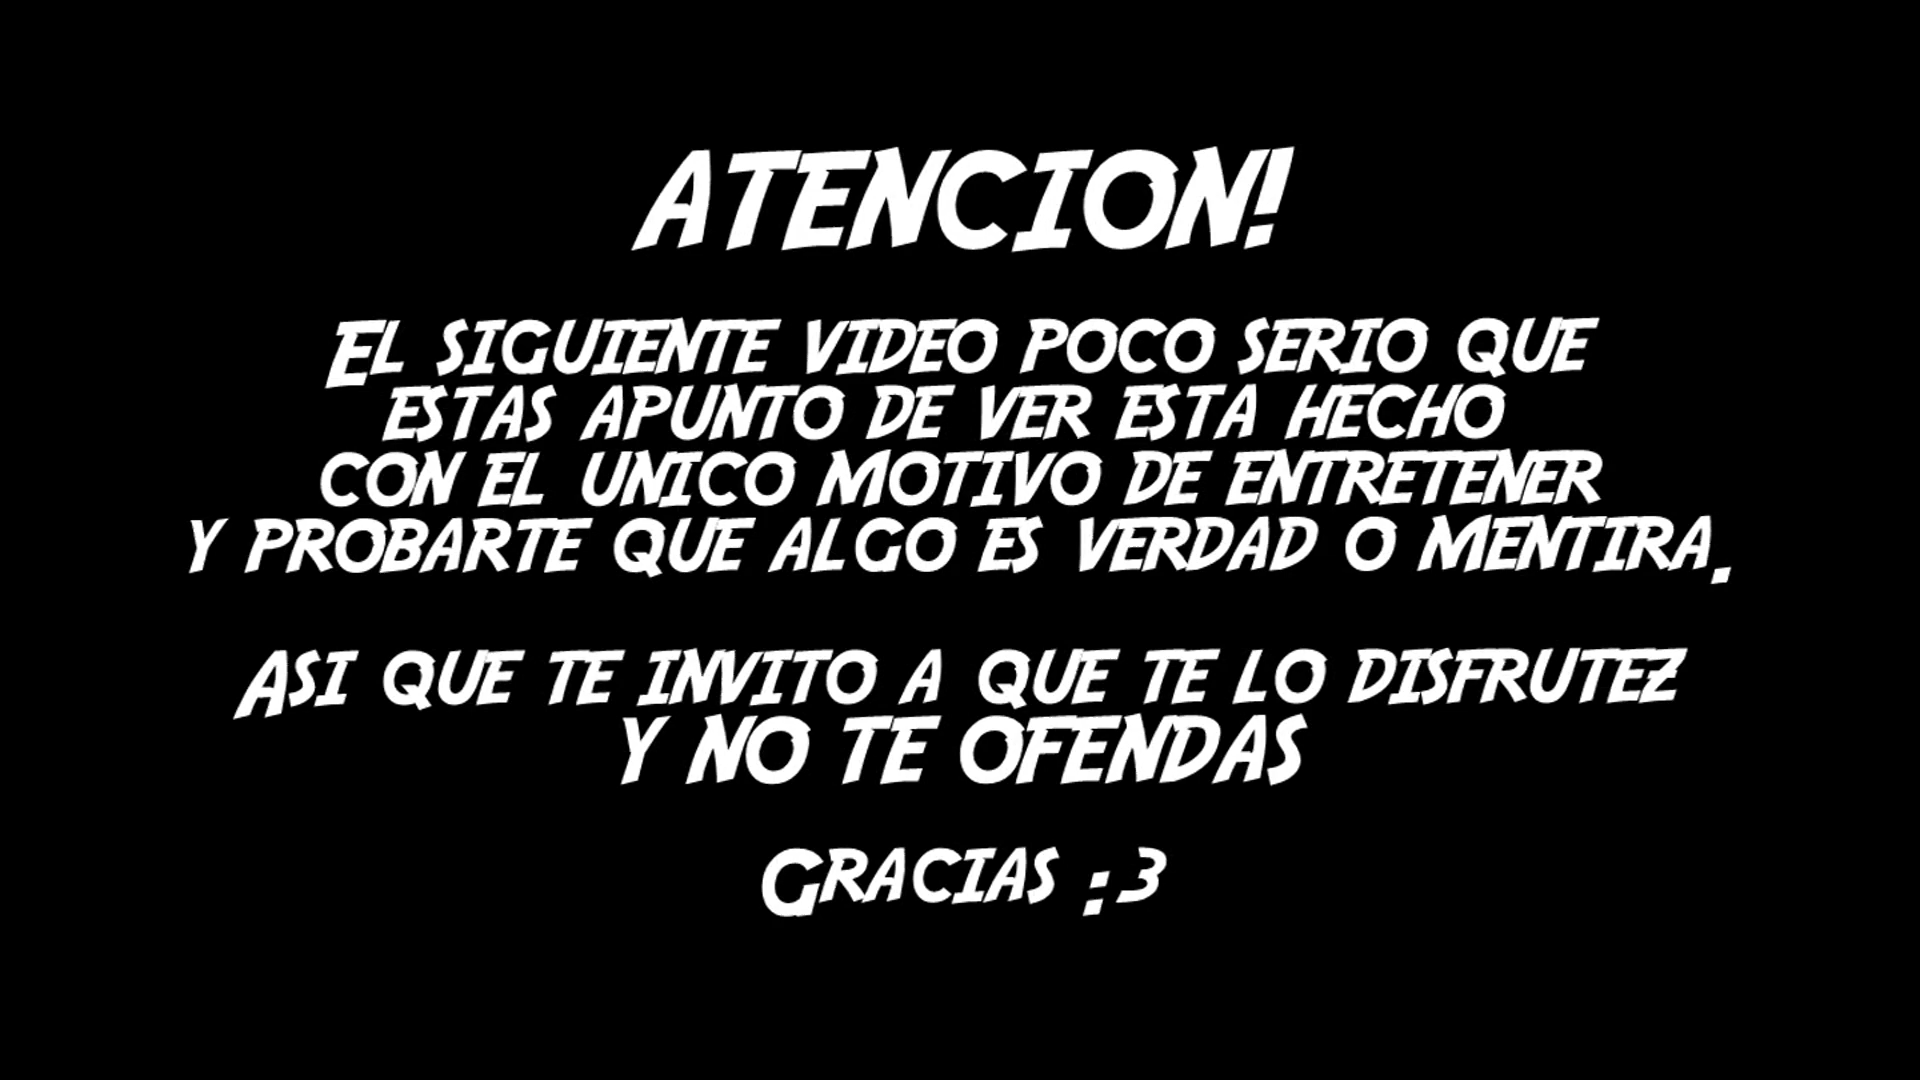 ATENCION!
EL SIGUIENTE VIDEO POCO SERIO QUE
ESTAS APUNTO DE VER ESTA HECHO
CON EL UNICO MOTIVO DE ENTRETENER
Y PROBARTE QUE ALGO ES VERDAD O MENTIRA.
ASI QUE TE INVITO A QUE TE LO DISFRUTEZ
Y NO TE OFENDAS
GRACIAS :3